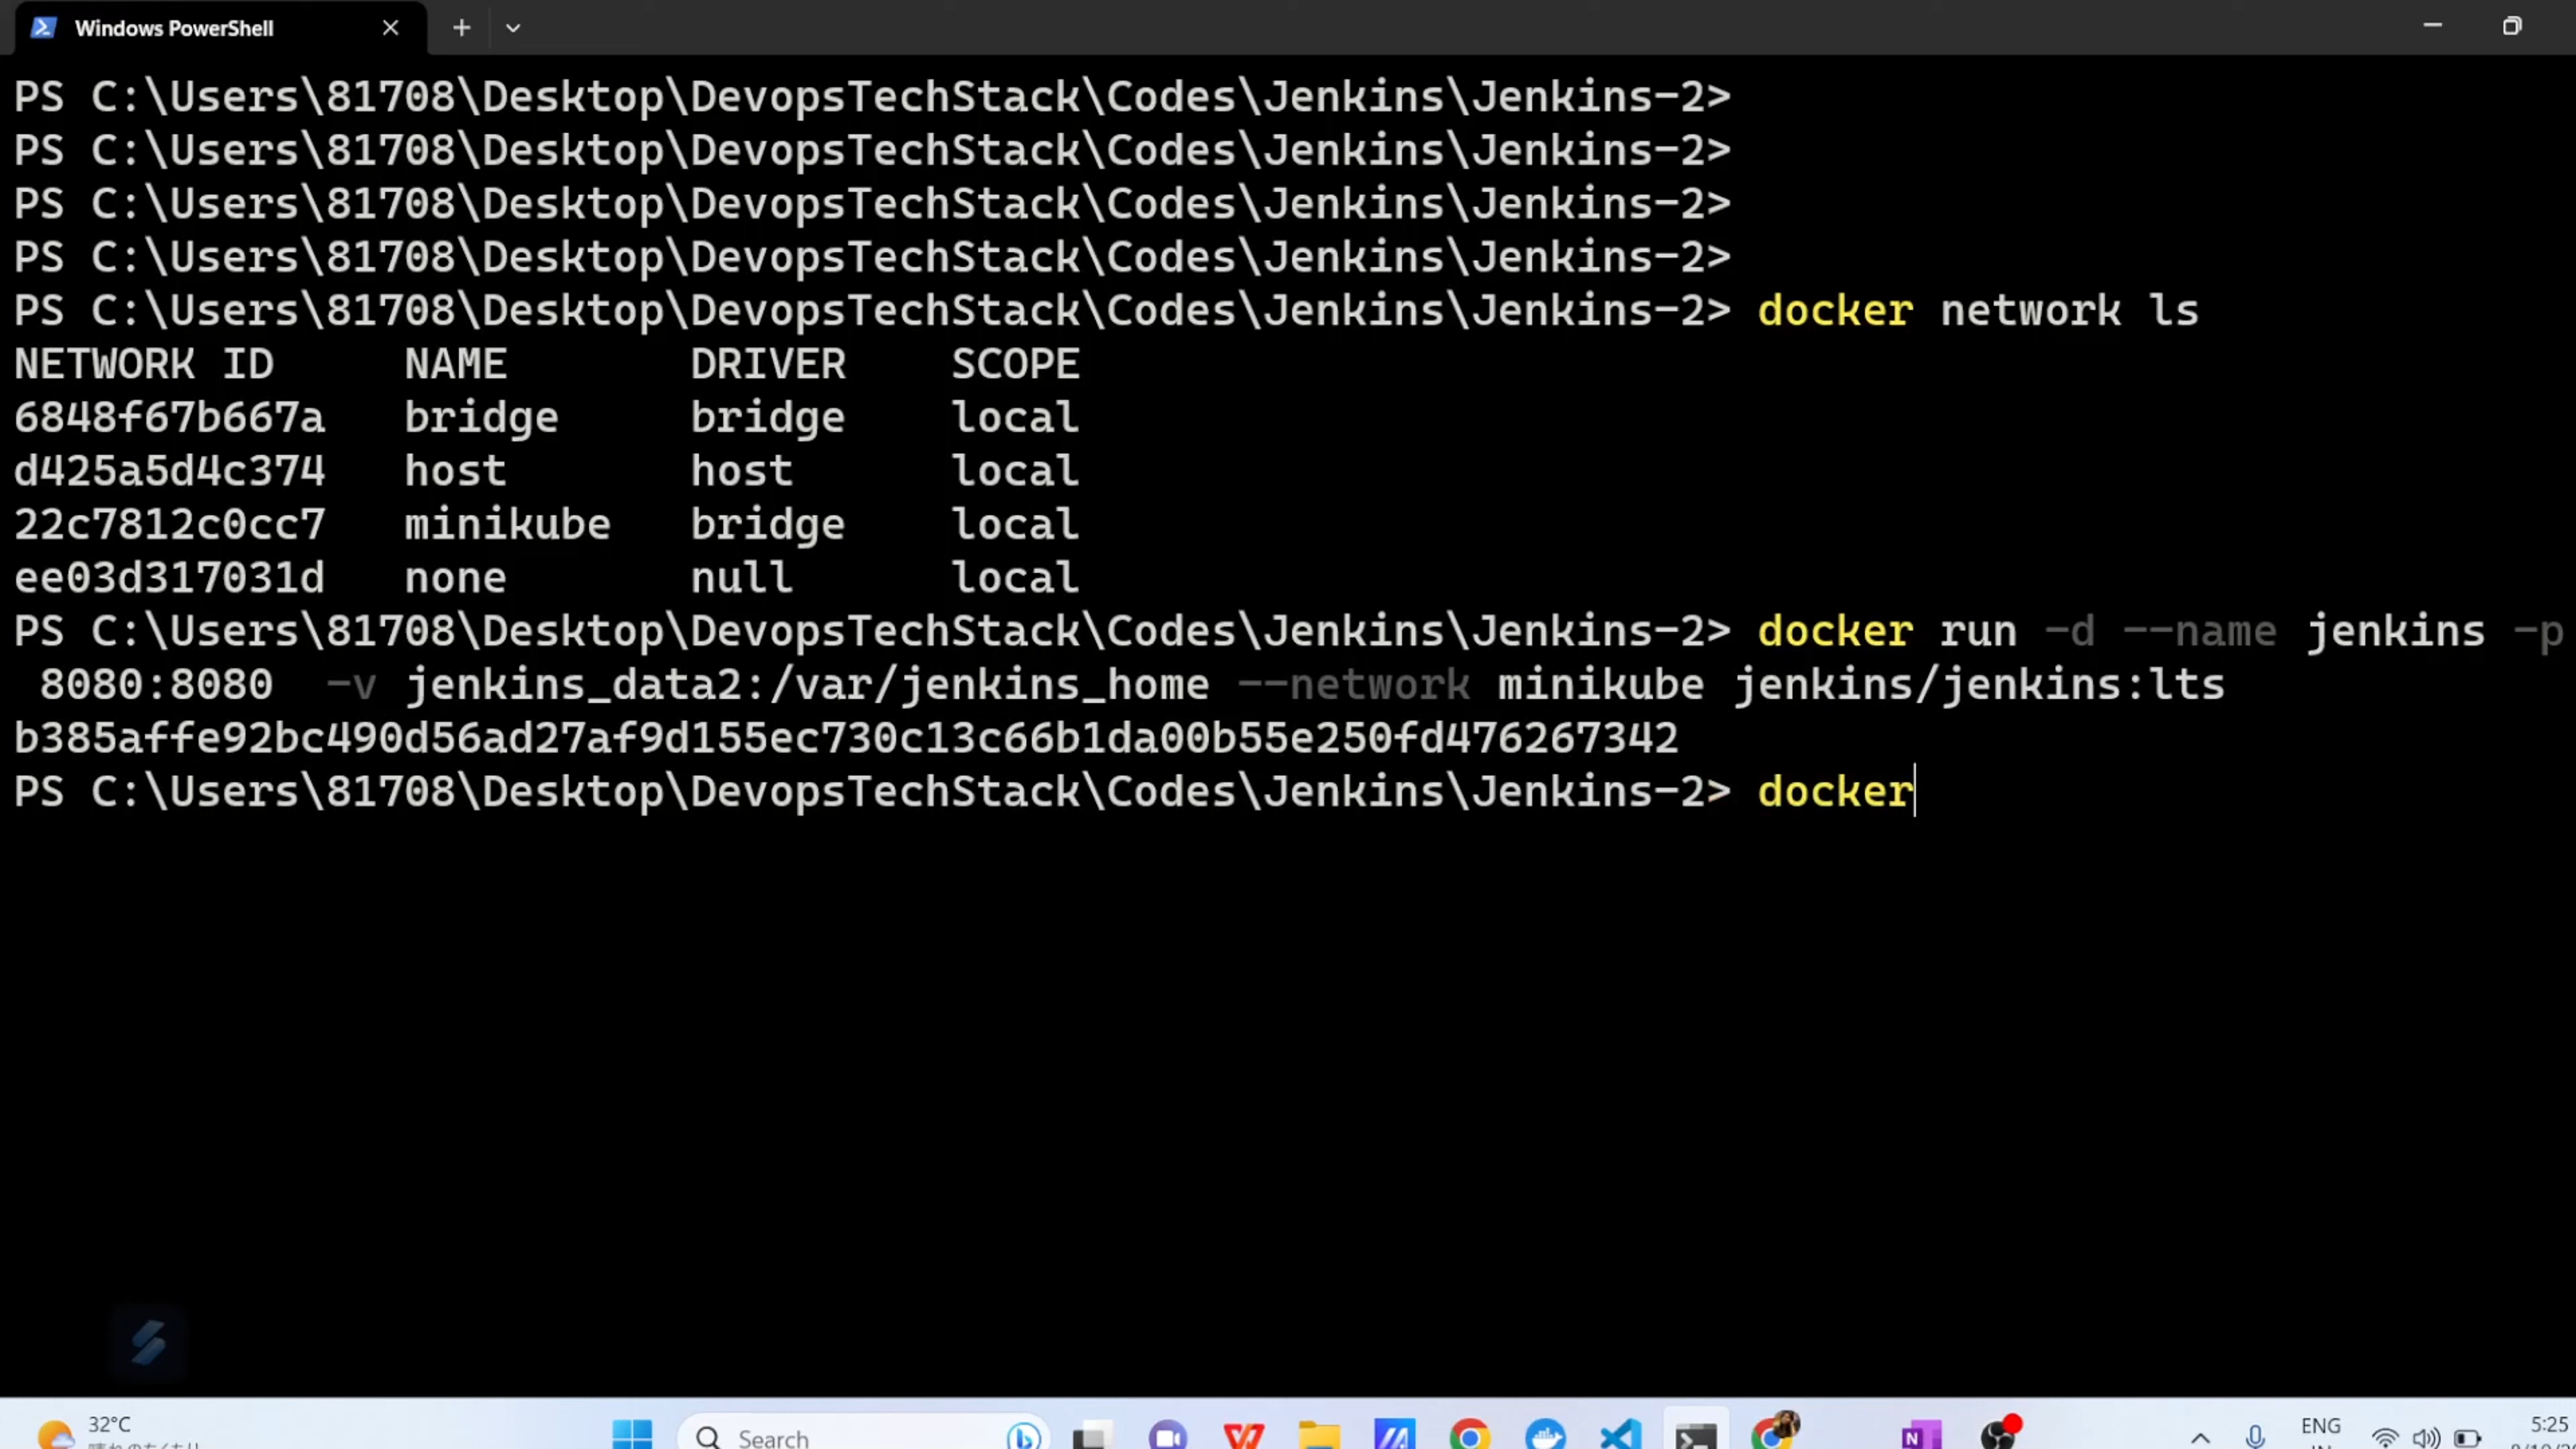 Windows PowerShell
PS C:\Users\81708\Desktop\DevopsTechStack\Codes\Jenkins\Jenkins-2>
PS C:\Users\81708\Desktop\DevopsTechStack\Codes\Jenkins\Jenkins-2>
PS C:\Users\81708\Desktop\DevopsTechStack\Codes\Jenkins\Jenkins-2>
PS C:\Users\81708\Desktop\DevopsTechStack\Codes\Jenkins\Jenkins-2>
PS C:\Users\81708\Desktop\DevopsTechStack\Codes\Jenkins\Jenkins-2> docker network ls
NETWORK ID NAME DRIVER SCOPE
6848f67b667a bridge bridge local
d425a5d4c374 host host local
22c7812c0cc7 minikube bridge local
ee03d317031d none null local
PS C:\Users\81708\Desktop\DevopsTechStack\Codes\Jenkins\Jenkins-2> docker run -d --name jenkins -p
8080:8080 -v jenkins_data2:/var/jenkins_home --network minikube jenkins/jenkins:lts
b385affe92bc490d56ad27af9d155ec730c13c66b1da00b55e250fd476267342
PS C:\Users\81708\Desktop\DevopsTechStack\Codes\Jenkins\Jenkins-2> docker
32°C
Search
ENG
5:25